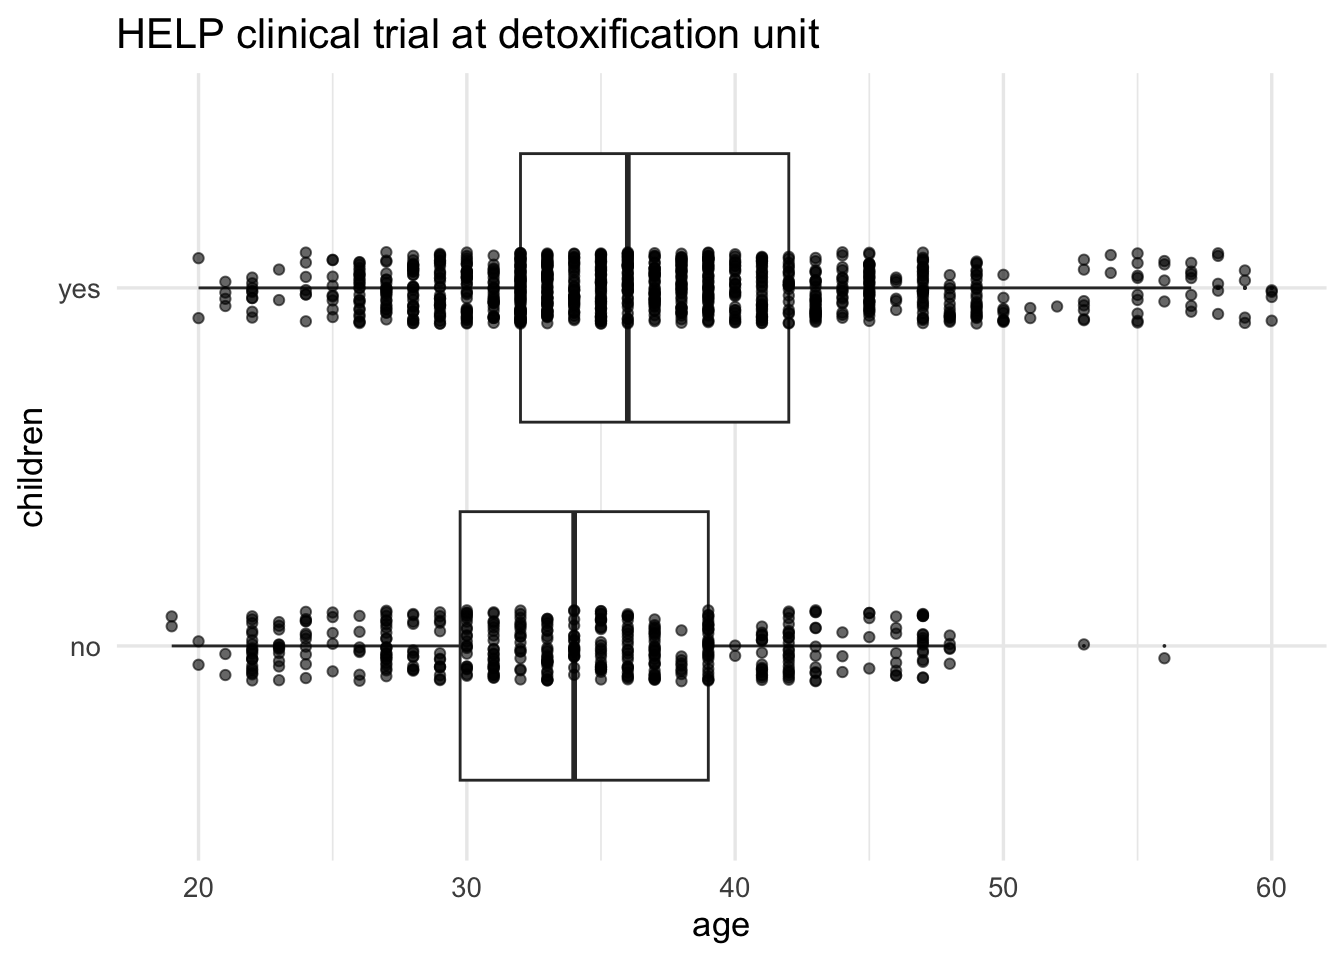 HELP clinical trial at detoxification unit
yes
children
no
20 30 40 50 60
age